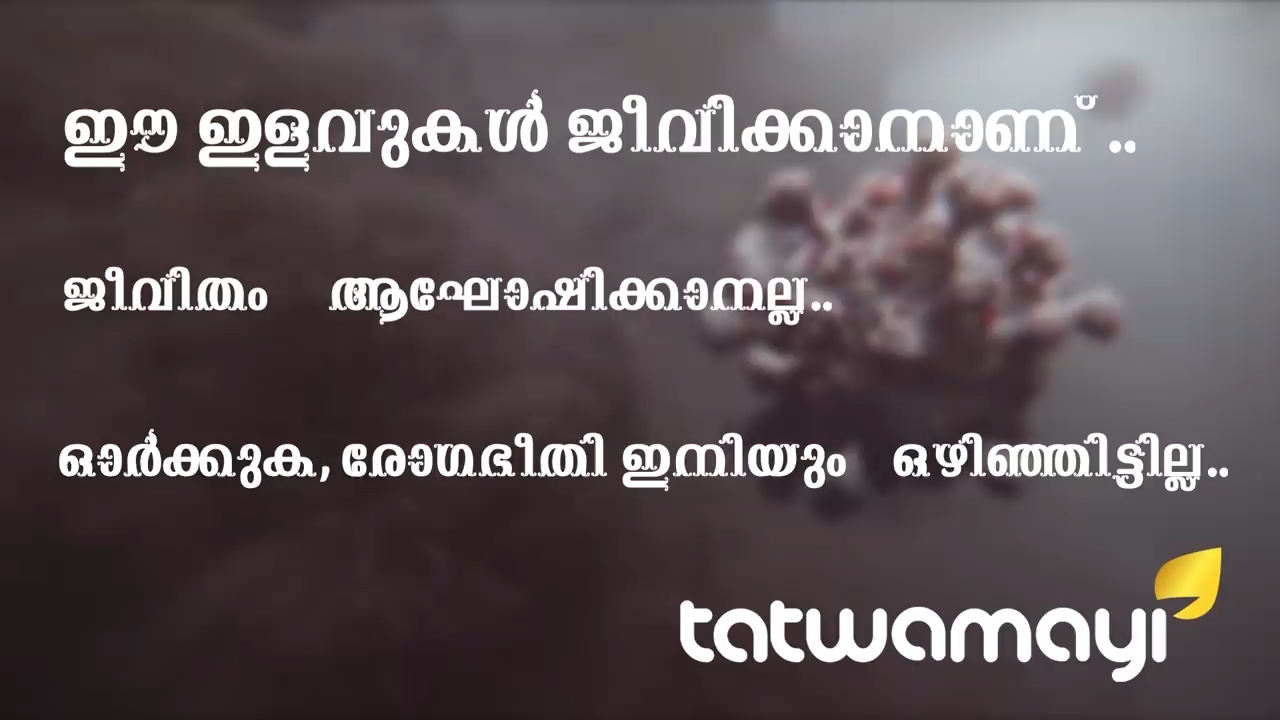 ഈ ഇളവുകൾ ജീവിക്കാനാണ് ..
ജീവിതം ആഘോഷിക്കാനല്ല..
ഓർക്കുക, രോഗഭീതി ഇനിയും ഒഴിഞ്ഞിട്ടില്ല..
tatwamayi